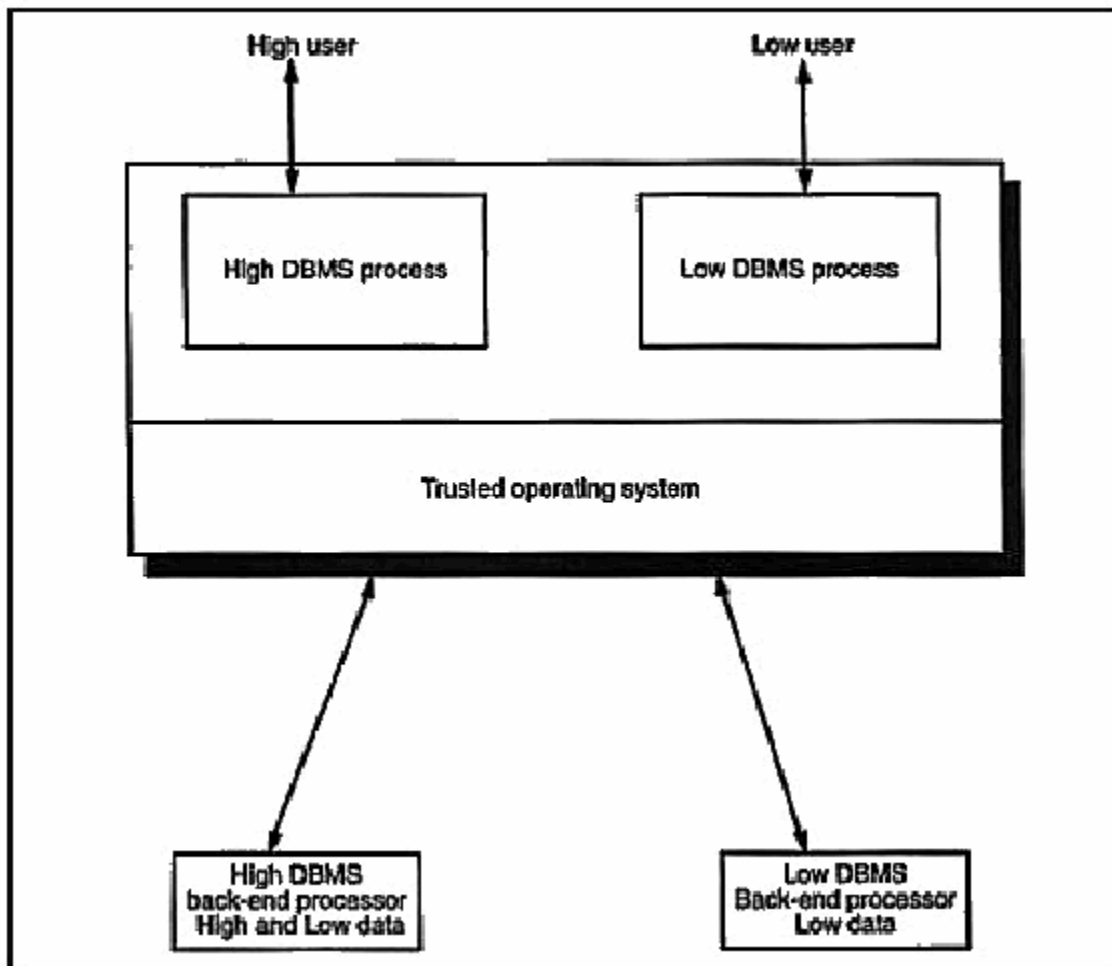 High user
Low user
High DBMS process
Low DBMS process
Trusted operating system
High DBMS
back-end processor
High and Low data
Low DBMS
Back-end processor
Low data